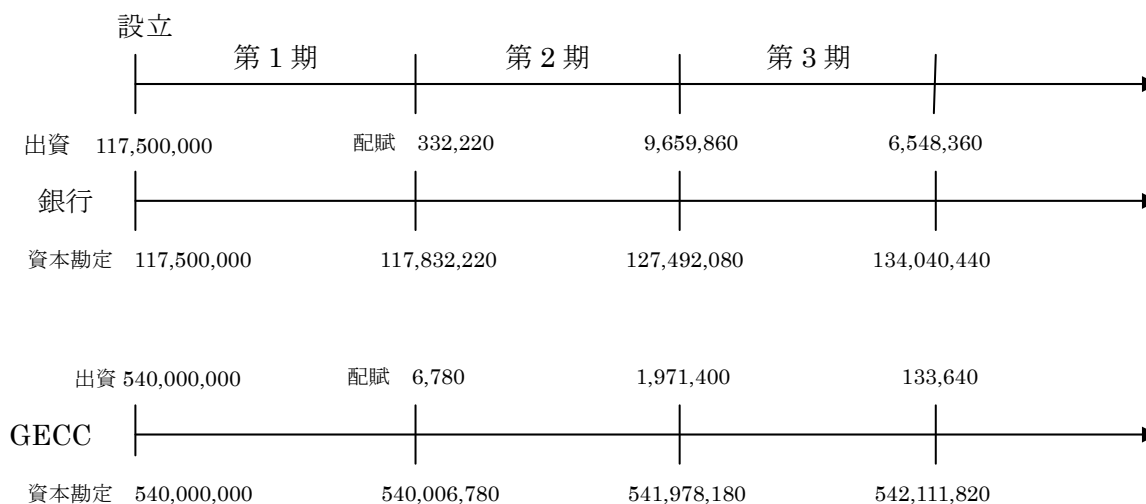 設立
第 1 期 第 2 期 第 3 期
出資 117,500,000 配賦 332,220 9,659,860 6,548,360
銀行
資本勘定 117,500,000 117,832,220 127,492,080 134,040,440
出資 540,000,000 配賦 6,780 1,971,400 133,640
GECC
資本勘定 540,000,000 540,006,780 541,978,180 542,111,820